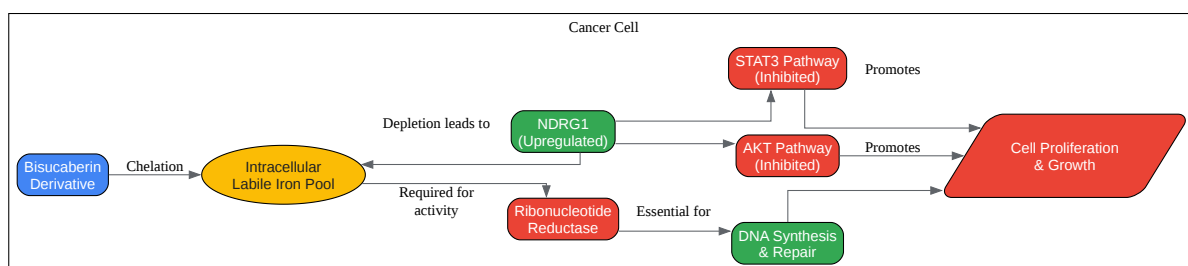 Cancer Cell
STAT3 Pathway
(Inhibited)
Promotes
Depletion leads to
NDRG1
(Upregulated)
AKT Pathway
(Inhibited)
Promotes
Cell Proliferation
& Growth
Bisucaberin
Derivative
Chelation
Intracellular
Labile Iron Pool
Required for
activity
Ribonucleotide
Reductase
Essential for
DNA Synthesis
& Repair